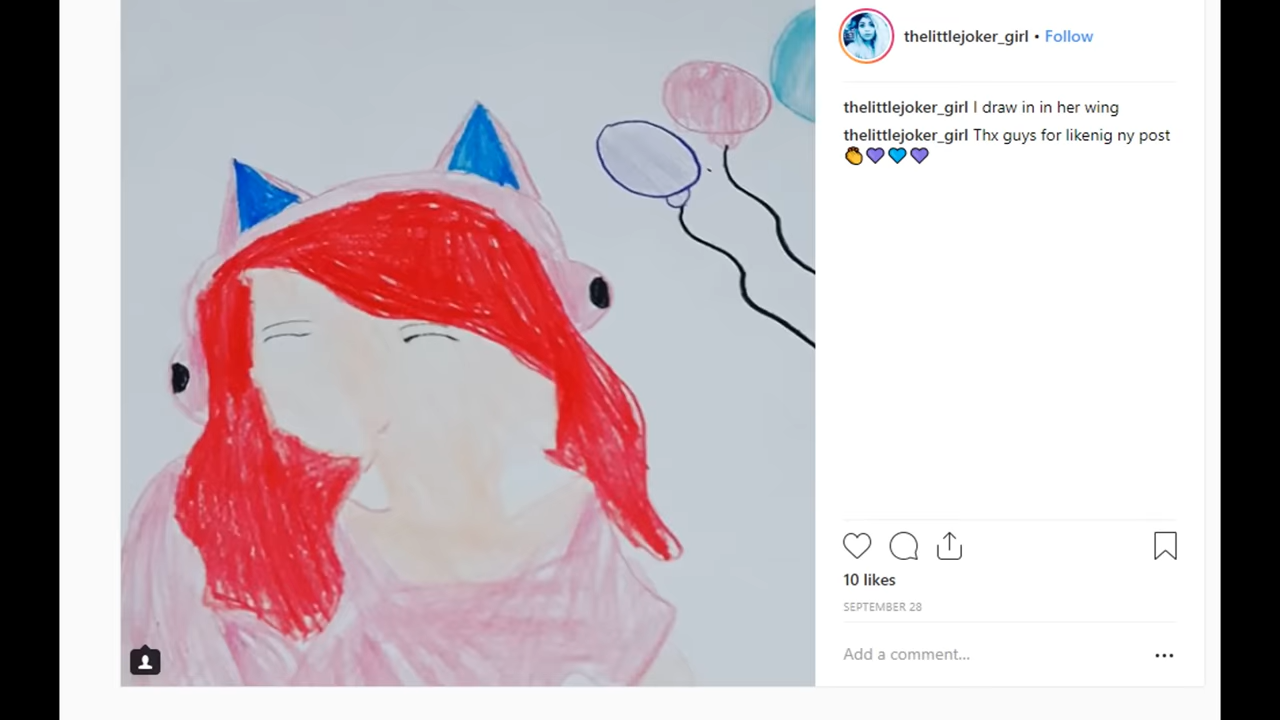 thelittlejoker_girl • Follow
thelittlejoker_girl I draw in in her wing
thelittlejoker_girl Thx guys for likenig ny post
👏💜💙💜
10 likes
SEPTEMBER 28
Add a comment...